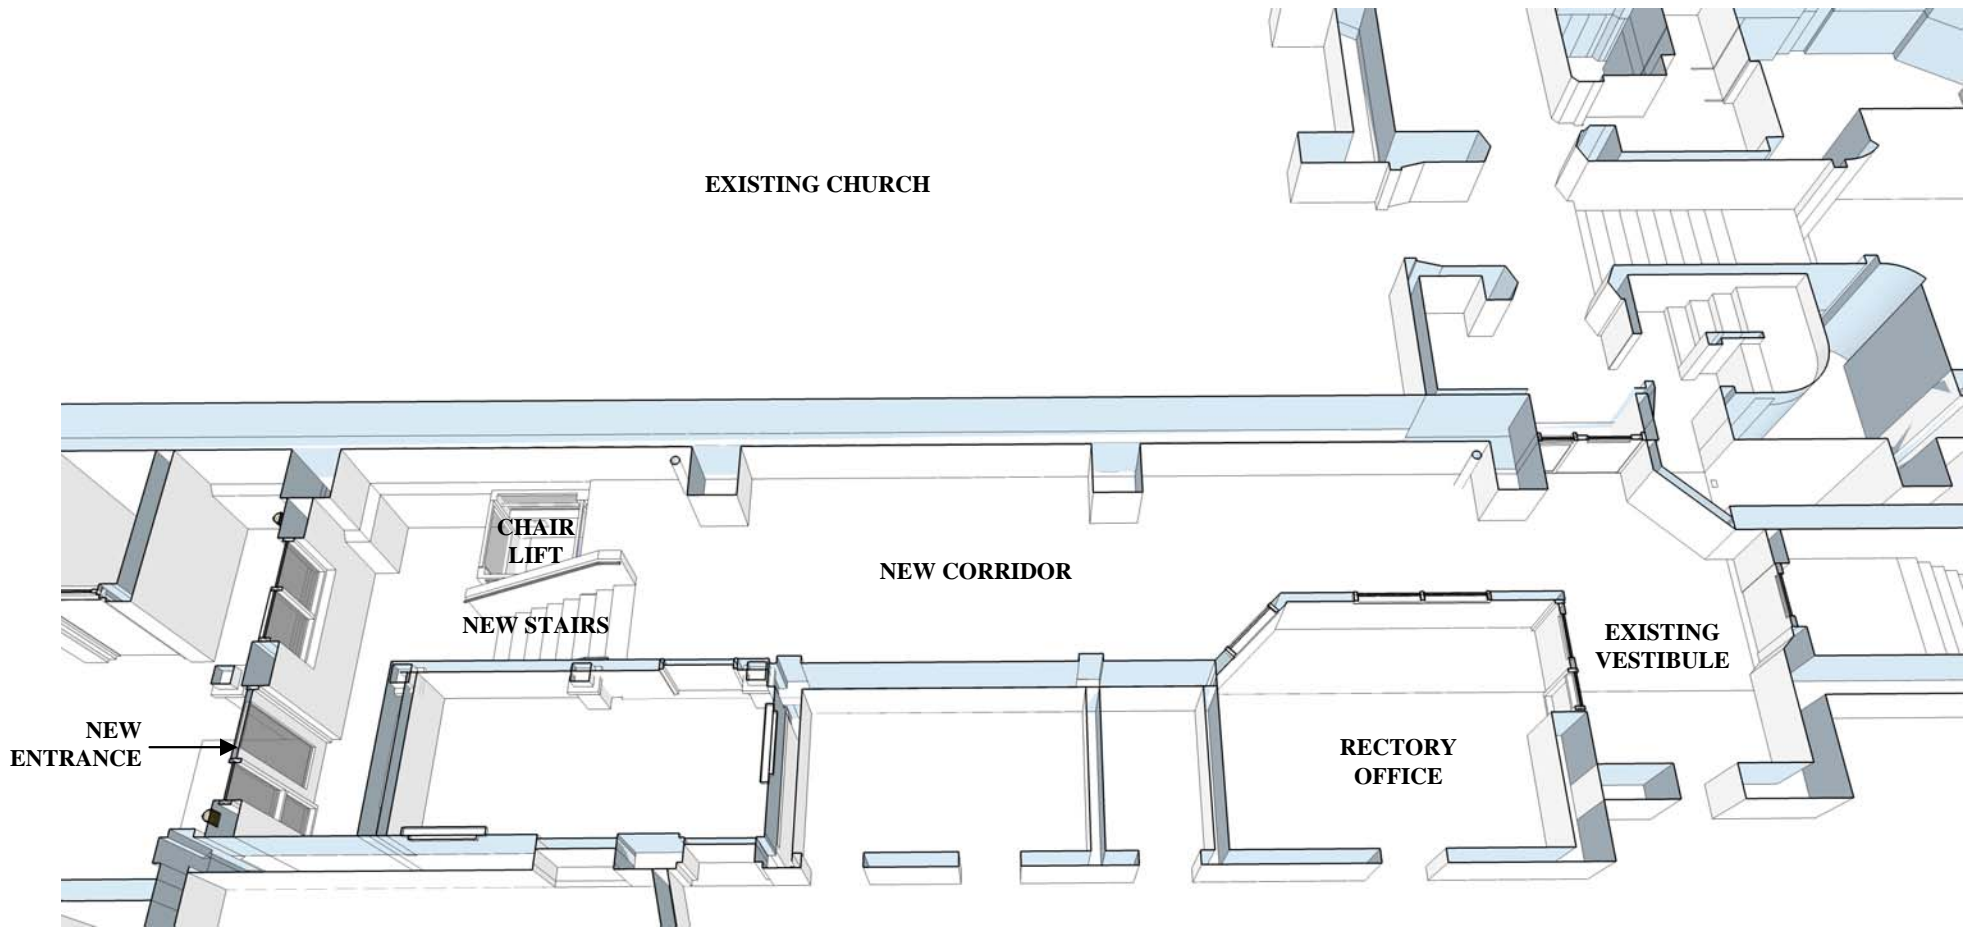 EXISTING CHURCH
CHAIR
LIFT
NEW CORRIDOR
NEW STAIRS
EXISTING
VESTIBULE
NEW
ENTRANCE
RECTORY
OFFICE